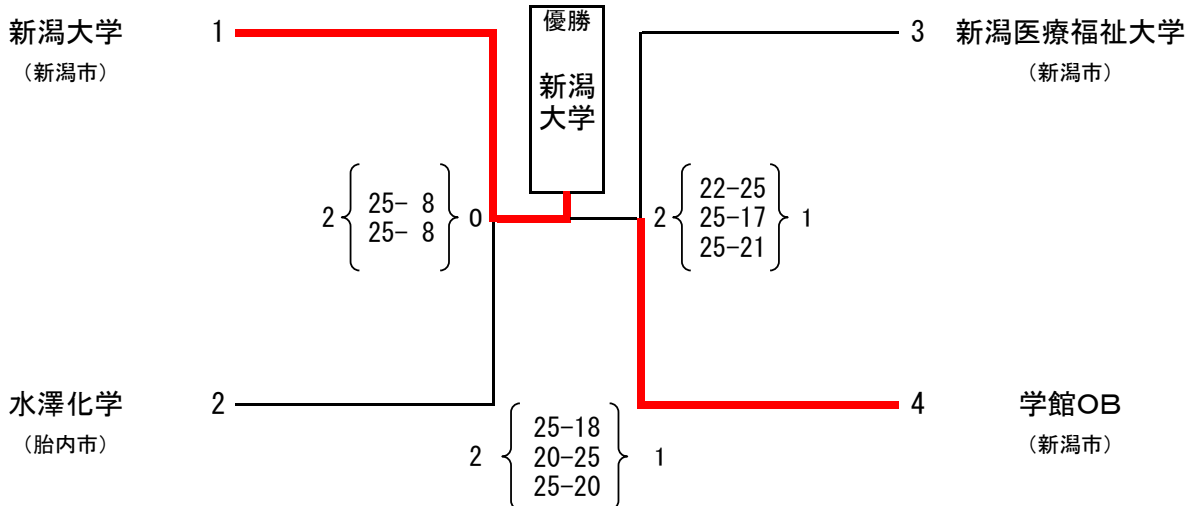 新潟大学 1
（新潟市）
優勝
新潟
大学
3 新潟医療福祉大学
（新潟市）
2 25- 8 0
25- 8
22-25
2 25-17 1
25-21
水澤化学 2
（胎内市）
4 学館OB
（新潟市）
25-18
2 20-25 1
25-20